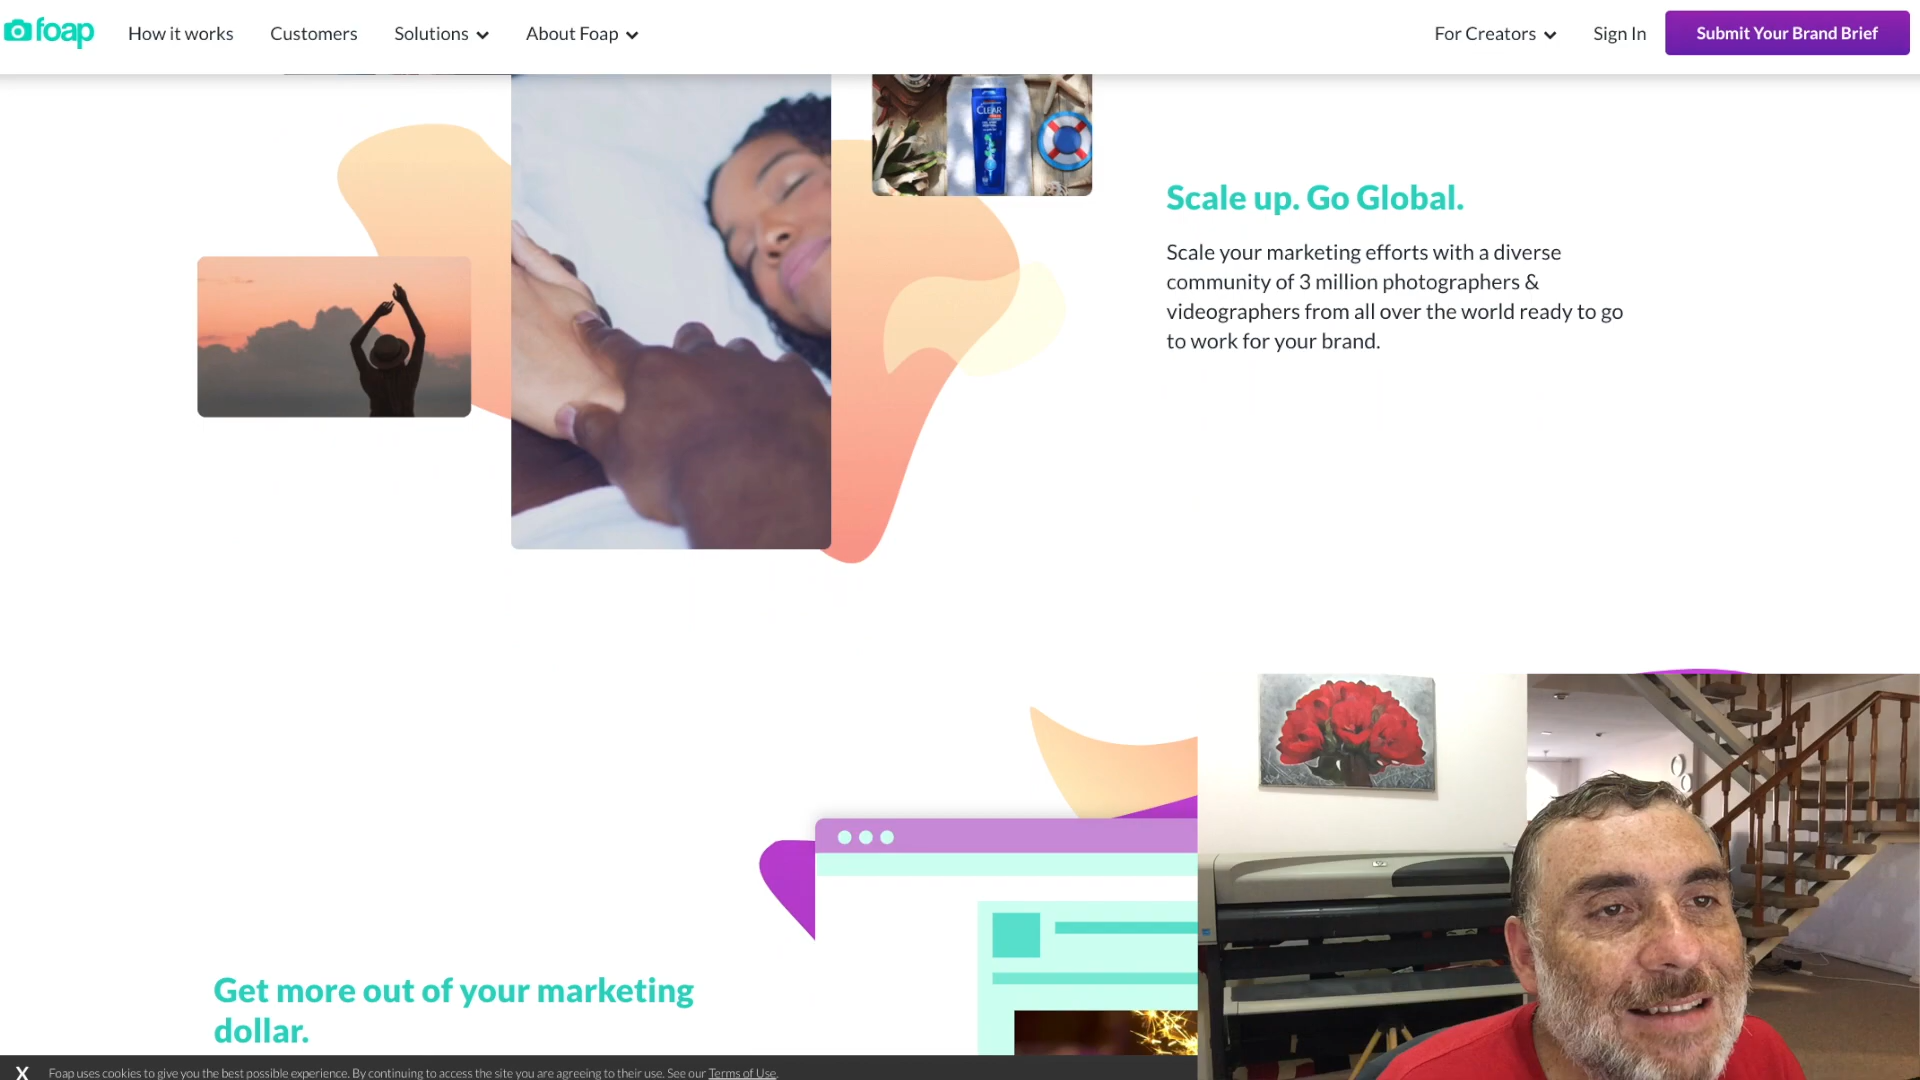 foap
How it works
Customers
Solutions
About Foap
For Creators
Sign In
Submit Your Brand Brief
CLEAR
Scale up. Go Global.
Scale your marketing efforts with a diverse
community of 3 million photographers &
videographers from all over the world ready to go
to work for your brand.
Get more out of your marketing
dollar.
X
Foap uses cookies to give you the best possible experience. By continuing to access the site you are agreeing to their use. See our Terms of Use.